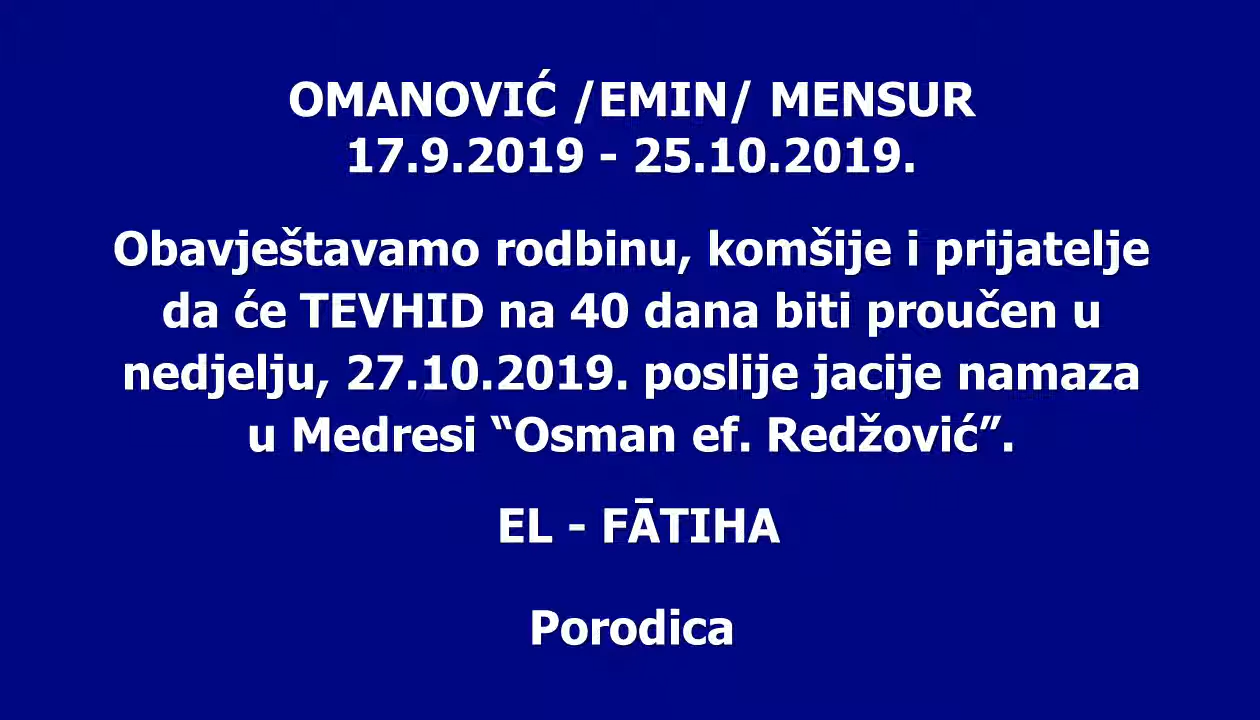 OMANOVIĆ /EMIN/ MENSUR
17.9.2019 - 25.10.2019.
Obavještavamo rodbinu, komšije i prijatelje
da će TEVHID na 40 dana biti proučen u
nedjelju, 27.10.2019. poslije jacije namaza
u Medresi “Osman ef. Redžović”.
EL - FĀTIHA
Porodica